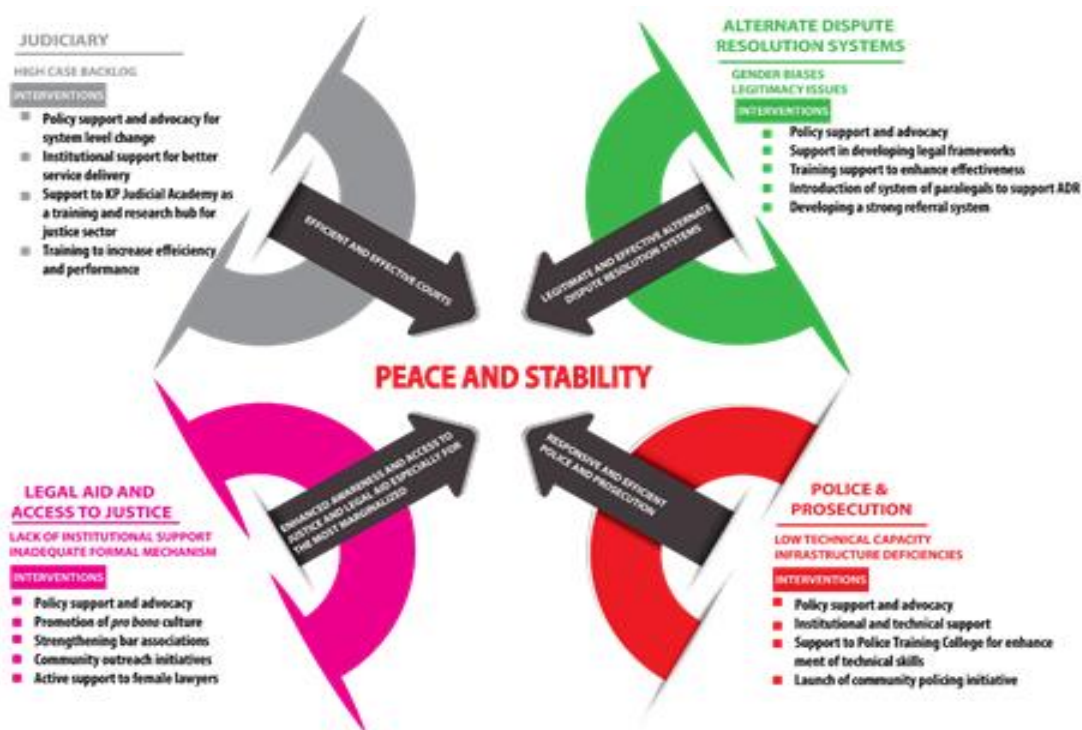 JUDICIARY
HIGH CASE BACKLOG
INTERVENTIONS
Policy support and advocacy for
system level change
Institutional support for better
service delivery
Support to KP Judicial Academy as
a training and research hub for
justice sector
Training to increase effeiciency
and performance
ALTERNATE DISPUTE
RESOLUTION SYSTEMS
GENDER BIASES
LEGITIMACY ISSUES
INTERVENTIONS
Policy support and advocacy
Support in developing legal frameworks
Training support to enhance effectiveness
Introduction of system of paralegals to support ADR
Developing a strong referral system
EFFICIENT AND EFFECTIVE COURTS
LEGITIMATE AND EFFECTIVE ALTERNATE
DISPUTE RESOLUTION SYSTEMS
PEACE AND STABILITY
ENHANCED AWARENESS AND ACCESS TO
JUSTICE AND LEGAL AID ESPECIALLY FOR
THE MOST MARGINALIZED
RESPONSIVE AND EFFICIENT
POLICE AND PROSECUTION
LEGAL AID AND
ACCESS TO JUSTICE
LACK OF INSTITUTIONAL SUPPORT
INADEQUATE FORMAL MECHANISM
INTERVENTIONS
Policy support and advocacy
Promotion of pro bono culture
Strengthening bar associations
Community outreach initiatives
Active support to female lawyers
POLICE &
PROSECUTION
LOW TECHNICAL CAPACITY
INFRASTRUCTURE DEFICIENCIES
INTERVENTIONS
Policy support and advocacy
Institutional and technical support
Support to Police Training College for enhance
ment of technical skills
Launch of community policing initiative